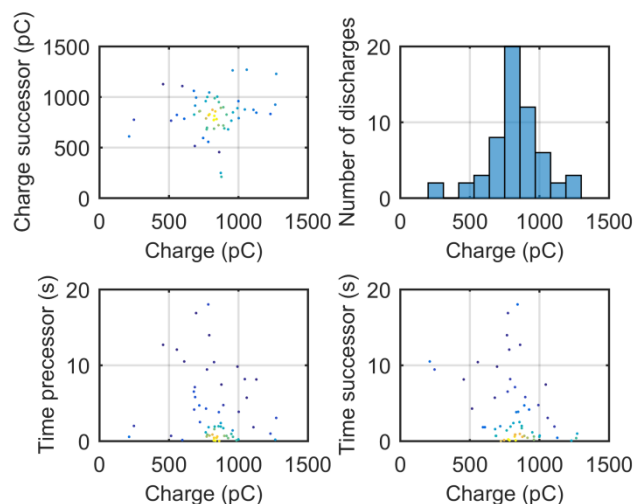 Charge successor (pC)
1500
1000
500
0
0 500 1000 1500
Charge (pC)
Number of discharges
20
10
0
0 500 1000 1500
Charge (pC)
Time precessor (s)
20
10
0
0 500 1000 1500
Charge (pC)
Time successor (s)
20
10
0
0 500 1000 1500
Charge (pC)